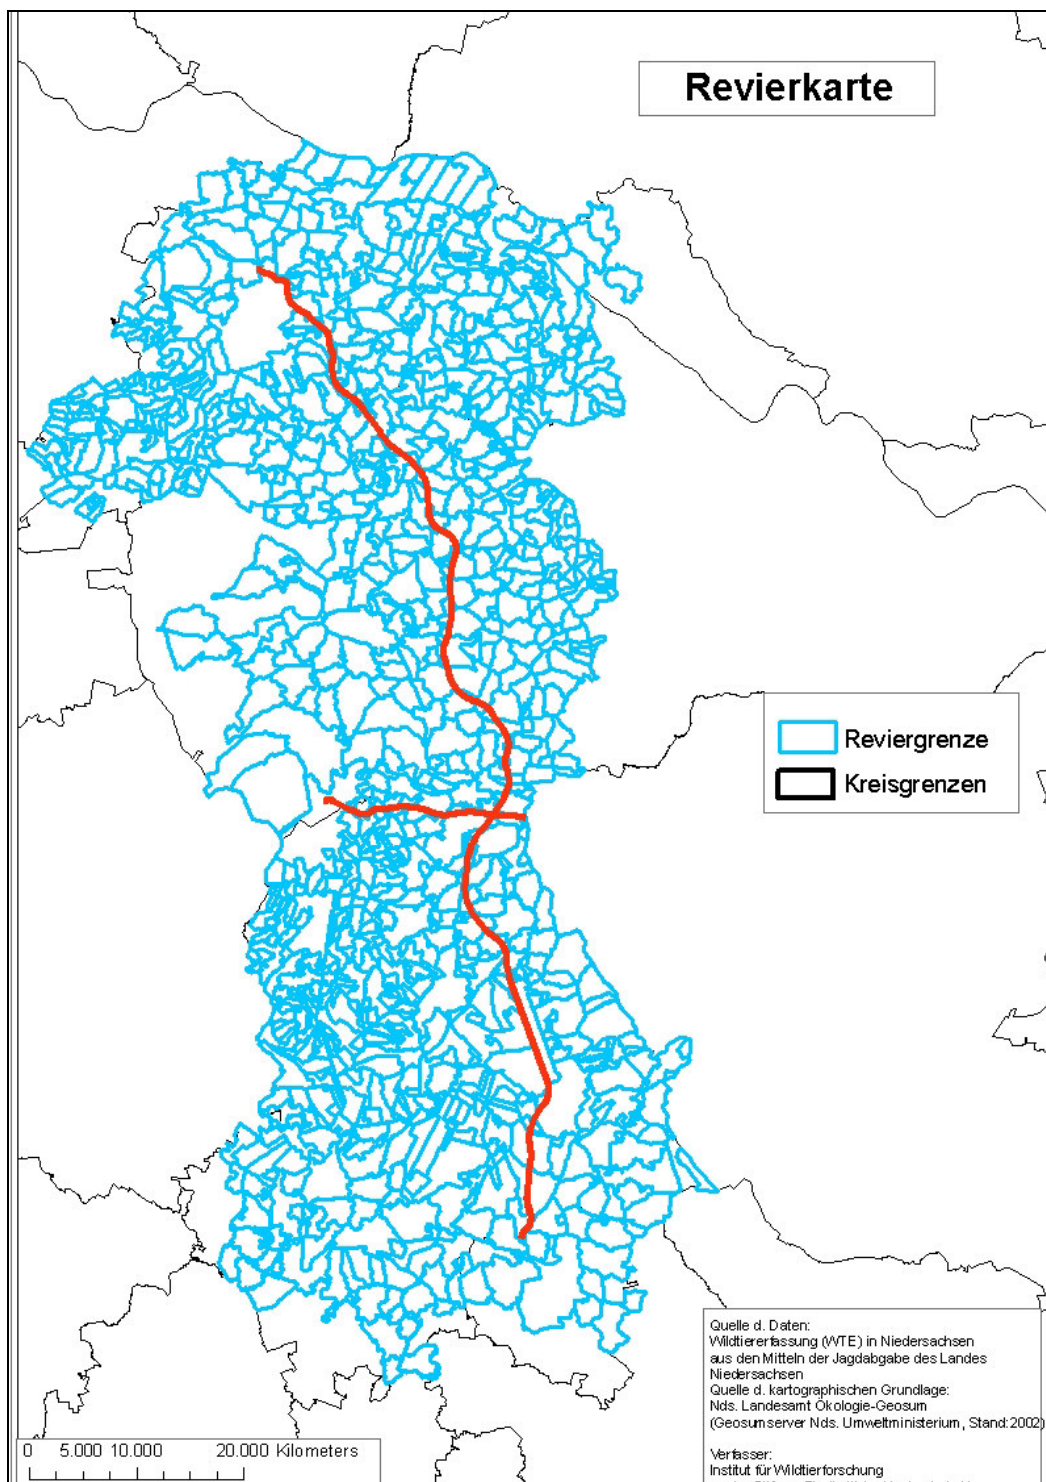 Revierkarte
Reviergrenze
Kreisgrenzen
Quelle d. Daten:
Wildtiererfassung (WTE) in Niedersachsen
aus den Mitteln der Jagdabgabe des Landes
Niedersachsen
Quelle d. kartographischen Grundlage:
Nds. Landesamt Ökologie-Geosum
(Geosumserver Nds. Umweltministerium, Stand:2002)
Verfasser:
Institut für Wildtierforschung
0 5.000 10.000 20.000 Kilometers